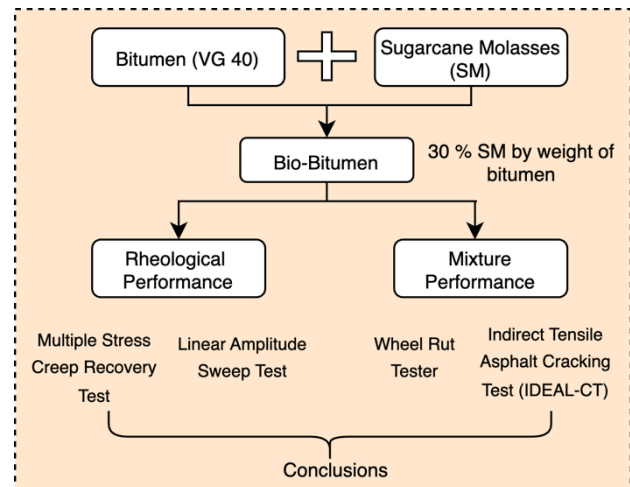 Bitumen (VG 40)
Sugarcane Molasses
(SM)
Bio-Bitumen
30 % SM by weight of
bitumen
Rheological
Performance
Mixture
Performance
Multiple Stress
Creep Recovery
Test
Linear Amplitude
Sweep Test
Wheel Rut
Tester
Indirect Tensile
Asphalt Cracking
Test (IDEAL-CT)
Conclusions